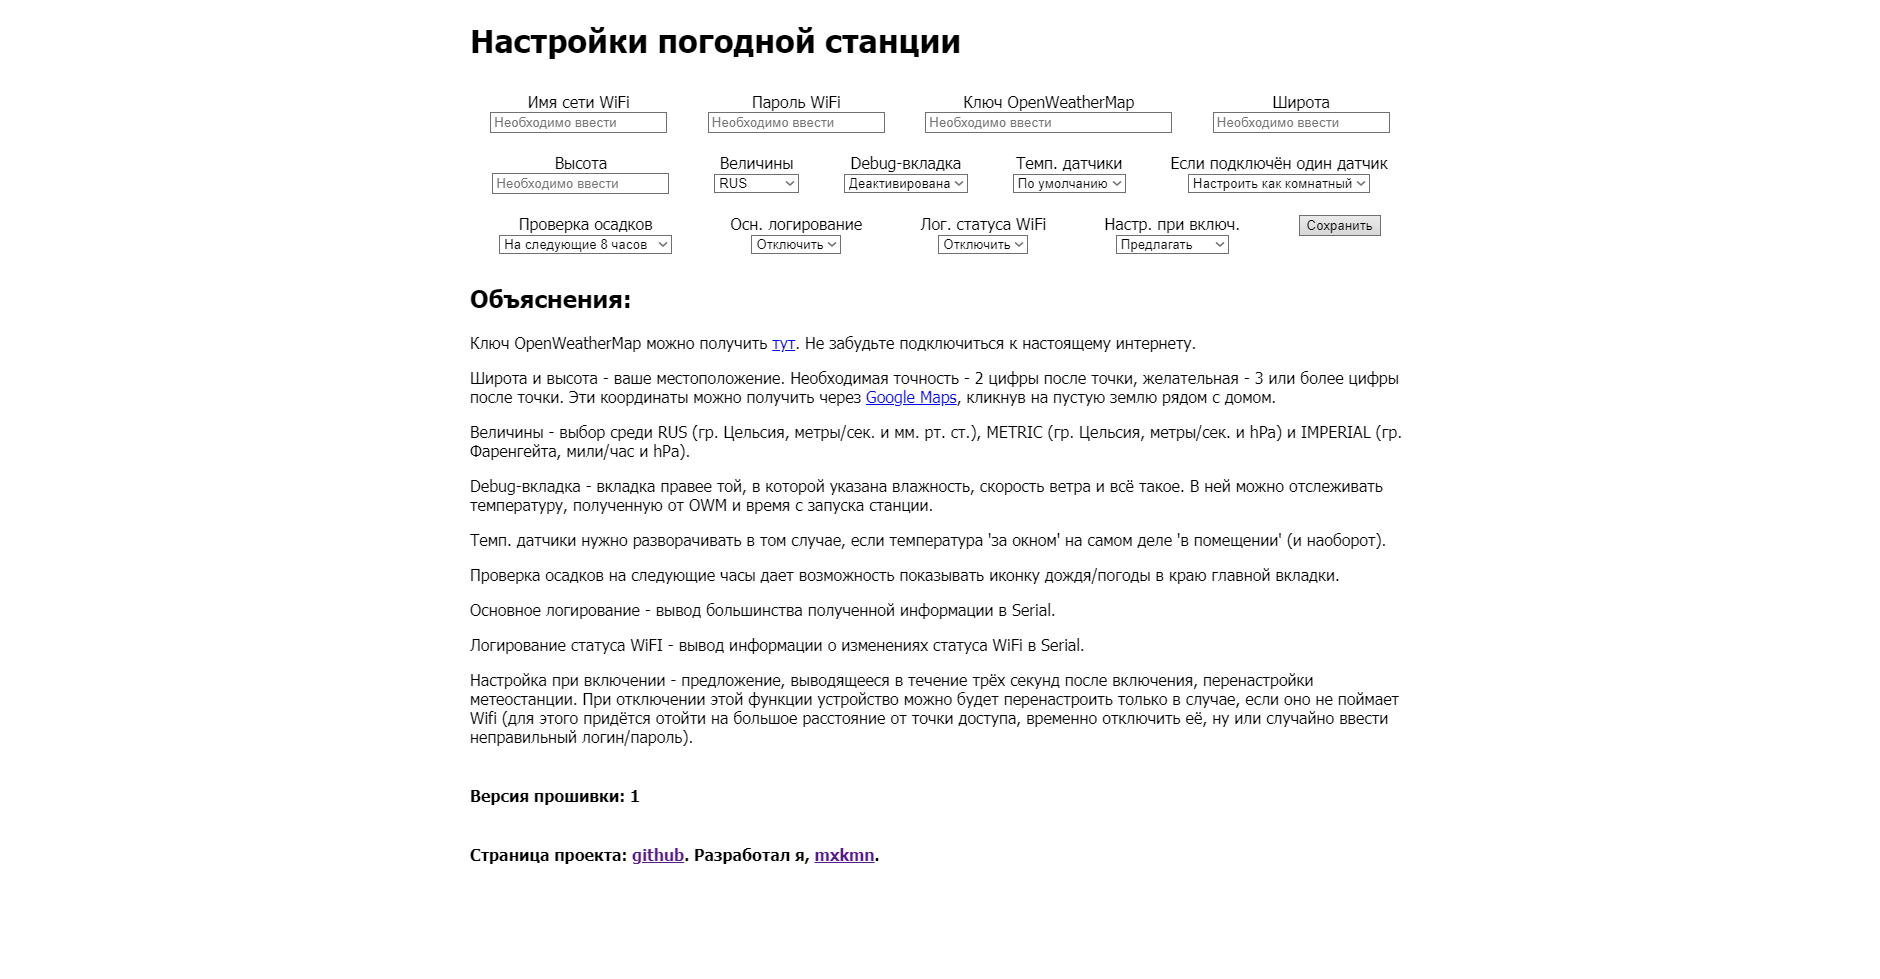 Настройки погодной станции
Имя сети WiFi Пароль WiFi Ключ OpenWeatherMap Широта
Необходимо ввести Необходимо ввести Необходимо ввести Необходимо ввести
Высота Величины Debug-вкладка Темп. датчики Если подключён один датчик
Необходимо ввести RUS Деактивирована По умолчанию Настроить как комнатный
Проверка осадков Осн. логирование Лог. статуса WiFi Настр. при включ. Сохранить
На следующие 8 часов Отключить Отключить Предлагать
Объяснения:
Ключ OpenWeatherMap можно получить тут. Не забудьте подключиться к настоящему интернету.
Широта и высота - ваше местоположение. Необходимая точность - 2 цифры после точки, желательная - 3 или более цифры
после точки. Эти координаты можно получить через Google Maps, кликнув на пустую землю рядом с домом.
Величины - выбор среди RUS (гр. Цельсия, метры/сек. и мм. рт. ст.), METRIC (гр. Цельсия, метры/сек. и hPa) и IMPERIAL (гр.
Фаренгейта, мили/час и hPa).
Debug-вкладка - вкладка правее той, в которой указана влажность, скорость ветра и всё такое. В ней можно отслеживать
температуру, полученную от OWM и время с запуска станции.
Темп. датчики нужно разворачивать в том случае, если температура 'за окном' на самом деле 'в помещении' (и наоборот).
Проверка осадков на следующие часы дает возможность показывать иконку дождя/погоды в краю главной вкладки.
Основное логирование - вывод большинства полученной информации в Serial.
Логирование статуса WiFI - вывод информации о изменениях статуса WiFi в Serial.
Настройка при включении - предложение, выводящееся в течение трёх секунд после включения, перенастройки
метеостанции. При отключении этой функции устройство можно будет перенастроить только в случае, если оно не поймает
Wifi (для этого придётся отойти на большое расстояние от точки доступа, временно отключить её, ну или случайно ввести
неправильный логин/пароль).
Версия прошивки: 1
Страница проекта: github. Разработал я, mxkmn.